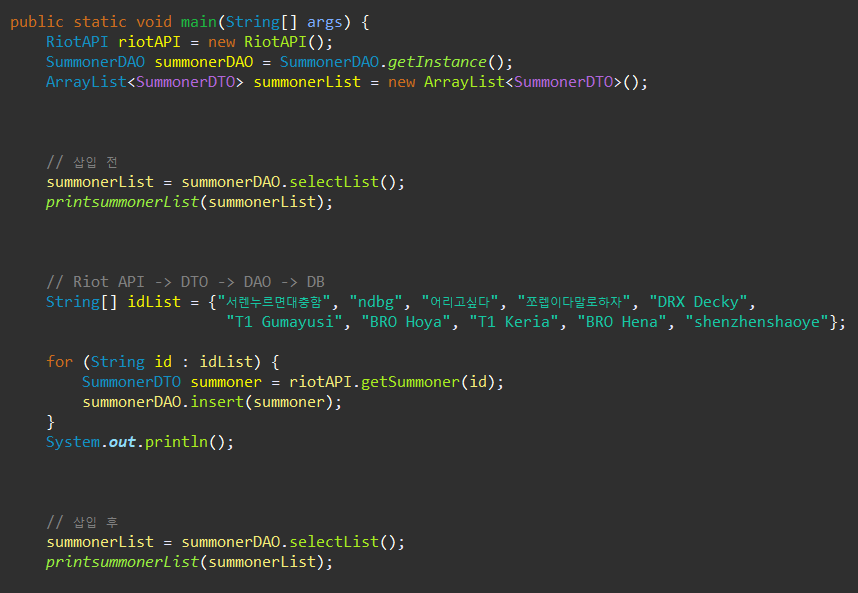 public static void main(String[] args) {
RiotAPI riotAPI = new RiotAPI();
SummonerDAO summonerDAO = SummonerDAO.getInstance();
ArrayList<SummonerDTO> summonerList = new ArrayList<SummonerDTO>();
// 삽입 전
summonerList = summonerDAO.selectList();
printsummonerList(summonerList);
// Riot API -> DTO -> DAO -> DB
String[] idList = {"서렌누르면대충함", "ndbg", "어리고싶다", "쪼렙이다말로하자", "DRX Decky",
"T1 Gumayusi", "BRO Hoya", "T1 Keria", "BRO Hena", "shenzhenshaoye"};
for (String id : idList) {
SummonerDTO summoner = riotAPI.getSummoner(id);
summonerDAO.insert(summoner);
}
System.out.println();
// 삽입 후
summonerList = summonerDAO.selectList();
printsummonerList(summonerList);